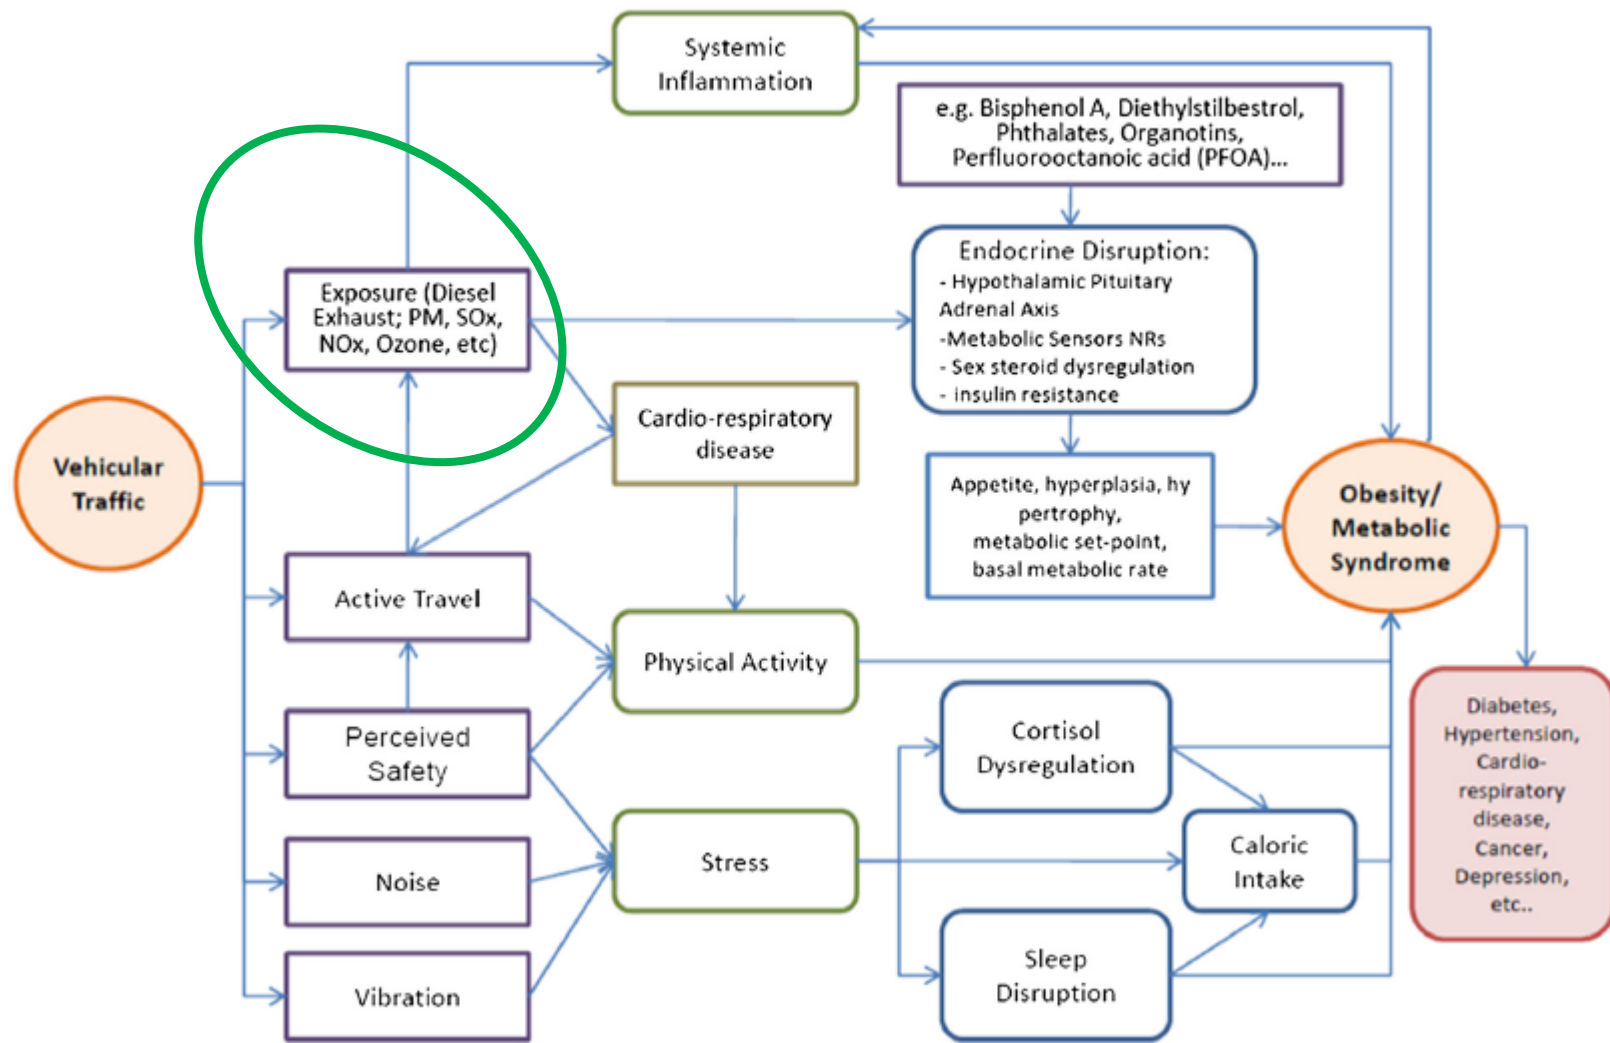 Systemic
Inflammation
e.g. Bisphenol A, Diethylstilbestrol,
Phthalates, Organotins,
Perfluorooctanoic acid (PFOA)...
Exposure (Diesel
Exhaust; PM, SOx,
NOx, Ozone, etc)
Endocrine Disruption:
- Hypothalamic Pituitary
Adrenal Axis
-Metabolic Sensors NRs
- Sex steroid dysregulation
- insulin resistance
Cardio-respiratory
disease
Vehicular
Traffic
Appetite, hyperplasia, hy
pertrophy,
metabolic set-point,
basal metabolic rate
Obesity/
Metabolic
Syndrome
Active Travel
Physical Activity
Perceived
Safety
Cortisol
Dysregulation
Diabetes,
Hypertension,
Cardio-
respiratory
disease,
Cancer,
Depression,
etc..
Noise
Stress
Caloric
Intake
Vibration
Sleep
Disruption